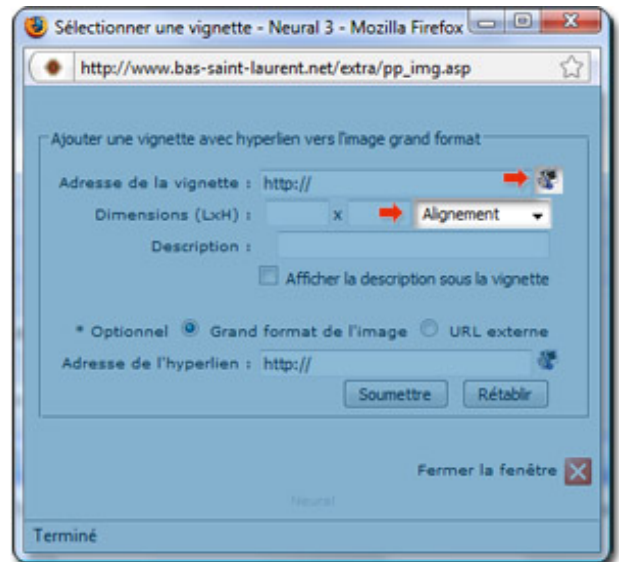 Sélectionner une vignette - Neural 3 - Mozilla Firefox
http://www.bas-saint-laurent.net/extra/pp_img.asp
Ajouter une vignette avec hyperlien vers l'image grand format
Adresse de la vignette : http://
Dimensions (LxH) : x Alignement
Description :
Afficher la description sous la vignette
* Optionnel Grand format de l'image URL externe
Adresse de l'hyperlien : http://
Soumettre Rétablir
Fermer la fenêtre
Neural
Terminé